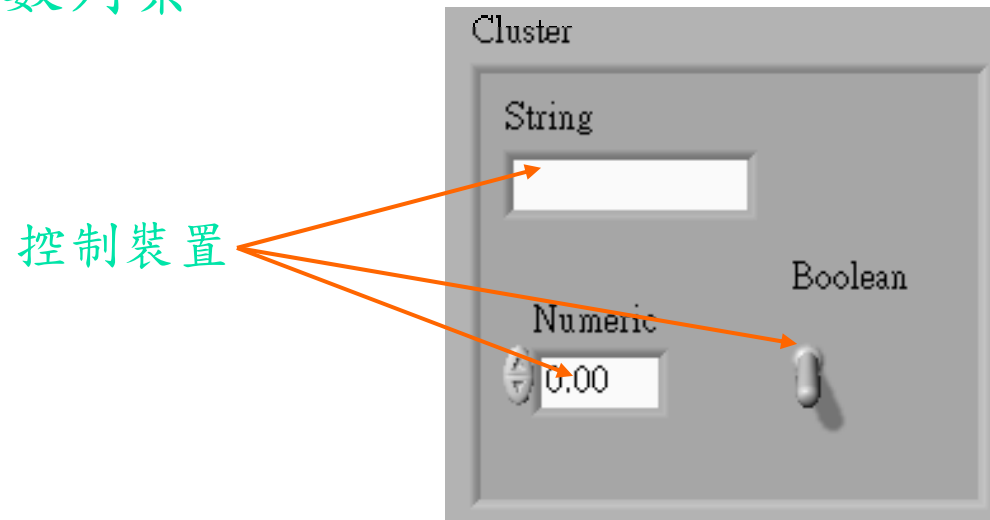 Cluster
String
控制裝置
Boolean
Numeric
0.00